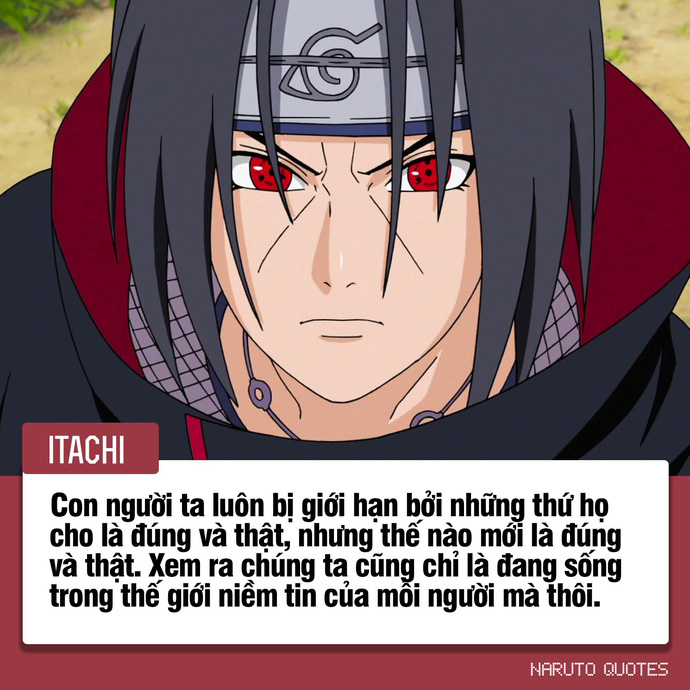 ITACHI
Con người ta luôn bị giới hạn bởi những thứ họ
cho là đúng và thật, nhưng thế nào mới là đúng
và thật. Xem ra chúng ta cũng chỉ là đang sống
trong thế giới niềm tin của mỗi người mà thôi.
NARUTO QUOTES